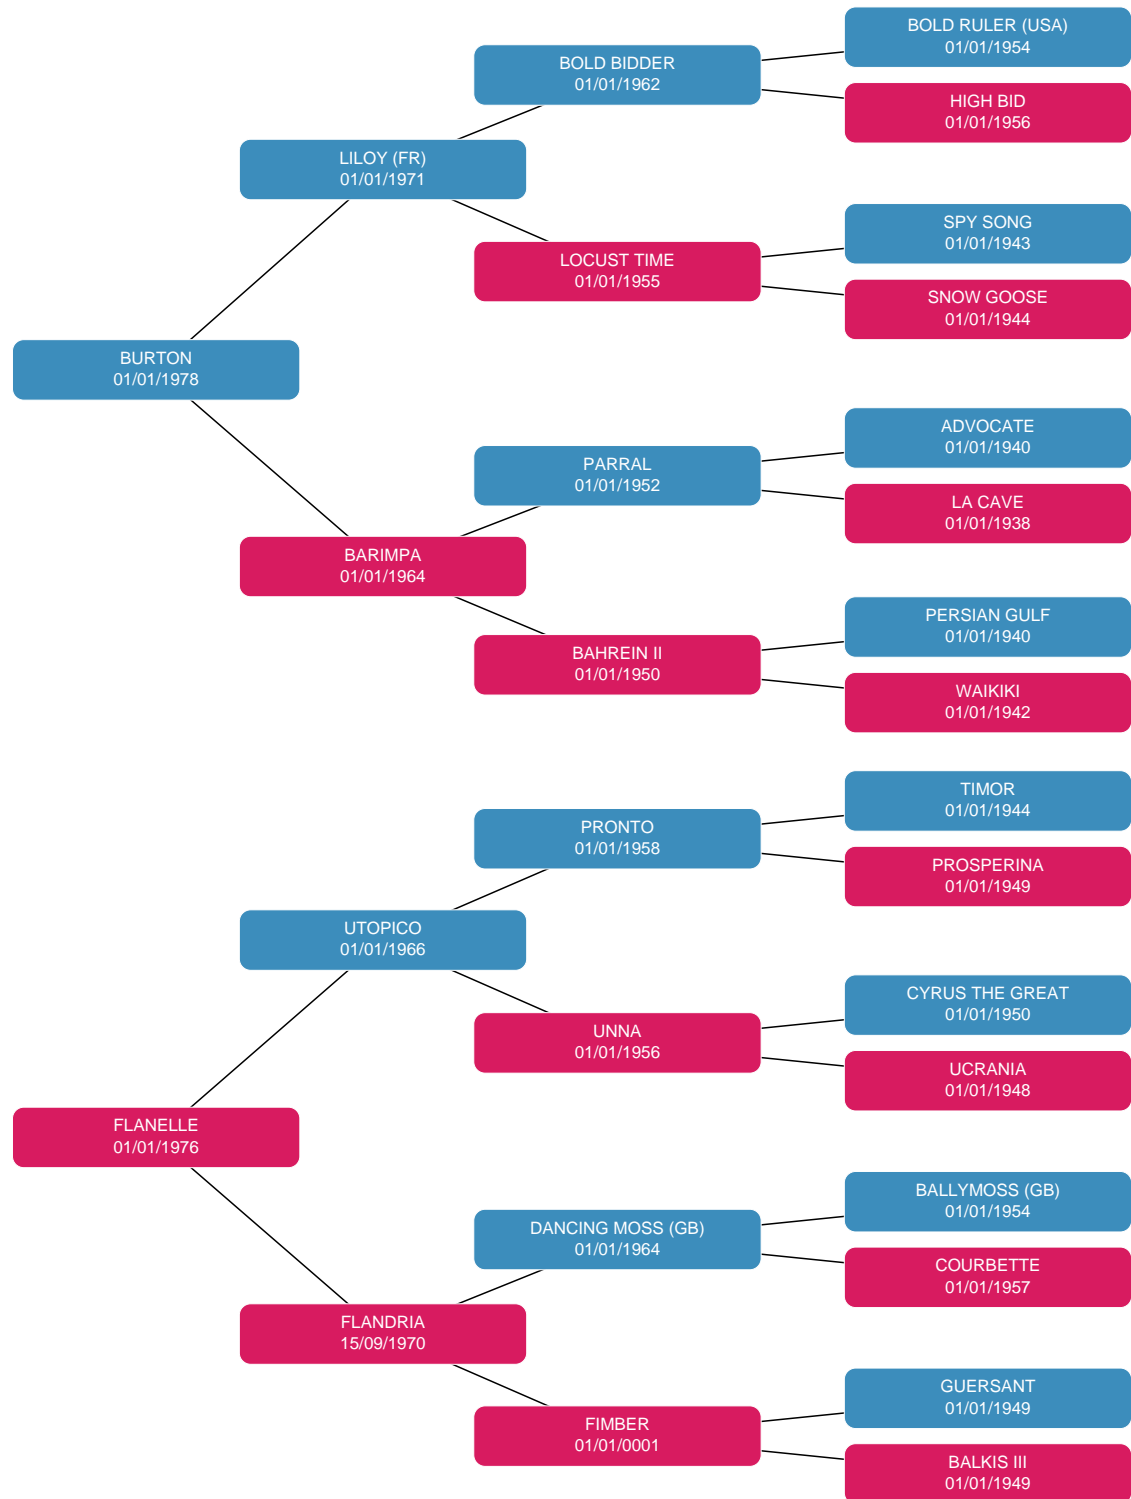 BOLD RULER (USA)
01/01/1954
BOLD BIDDER
01/01/1962
HIGH BID
01/01/1956
LILOY (FR)
01/01/1971
SPY SONG
01/01/1943
LOCUST TIME
01/01/1955
SNOW GOOSE
01/01/1944
BURTON
01/01/1978
ADVOCATE
01/01/1940
PARRAL
01/01/1952
LA CAVE
01/01/1938
BARIMPA
01/01/1964
PERSIAN GULF
01/01/1940
BAHREIN II
01/01/1950
WAIKIKI
01/01/1942
TIMOR
01/01/1944
PRONTO
01/01/1958
PROSPERINA
01/01/1949
UTOPICO
01/01/1966
CYRUS THE GREAT
01/01/1950
UNNA
01/01/1956
UCRANIA
01/01/1948
FLANELLE
01/01/1976
BALLYMOSS (GB)
01/01/1954
DANCING MOSS (GB)
01/01/1964
COURBETTE
01/01/1957
FLANDRIA
15/09/1970
GUERSANT
01/01/1949
FIMBER
01/01/0001
BALKIS III
01/01/1949